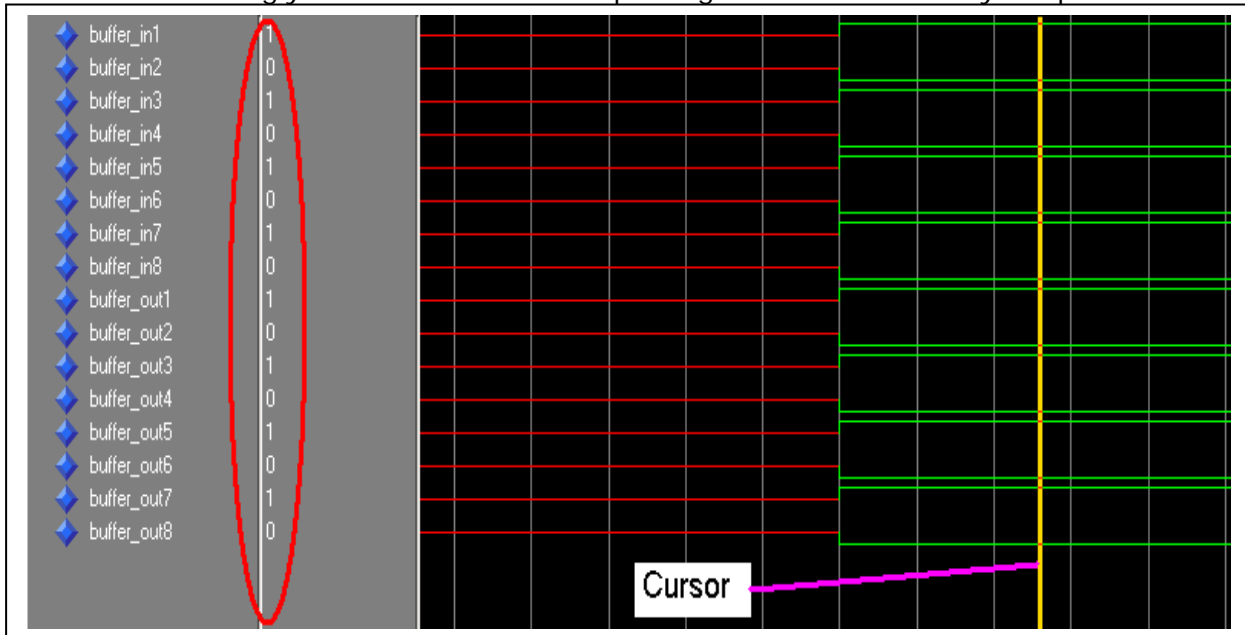 buffer_in1 1
buffer_in2 0
buffer_in3 1
buffer_in4 0
buffer_in5 1
buffer_in6 0
buffer_in7 1
buffer_in8 0
buffer_out1 1
buffer_out2 0
buffer_out3 1
buffer_out4 0
buffer_out5 1
buffer_out6 0
buffer_out7 1
buffer_out8 0
Cursor